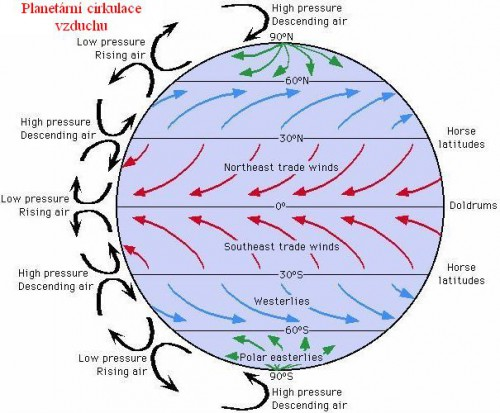 Planetární cirkulace
vzduchu
High pressure
Descending air
90ºN
Low pressure
Rising air
60ºN
High pressure
Descending air
30ºN
Horse
latitudes
Northeast trade winds
Low pressure
Rising air
0º
Doldrums
Southeast trade winds
High pressure
Descending air
30ºS
Horse
latitudes
Westerlies
60ºS
Low pressure
Rising air
Polar easterlies
90ºS
High pressure
Descending air